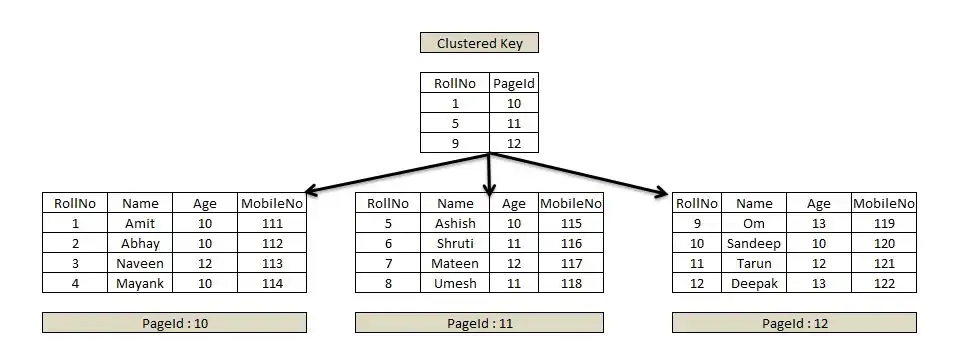 Clustered Key
RollNo PageId
1 10
5 11
9 12
RollNo Name Age MobileNo
1 Amit 10 111
2 Abhay 10 112
3 Naveen 12 113
4 Mayank 10 114
PageId : 10
RollNo Name Age MobileNo
5 Ashish 10 115
6 Shruti 11 116
7 Mateen 12 117
8 Umesh 11 118
PageId : 11
RollNo Name Age MobileNo
9 Om 13 119
10 Sandeep 10 120
11 Tarun 12 121
12 Deepak 13 122
PageId : 12